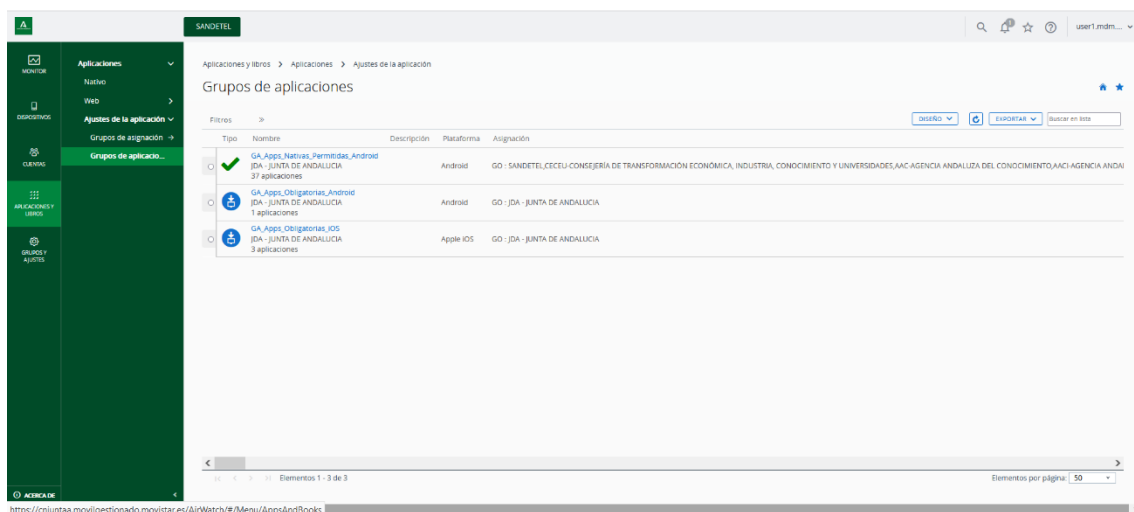 A
SANDETEL
1
user1.mdm...
MONITOR
DISPOSITIVOS
CUENTAS
APLICACIONES Y LIBROS
GRUPOS Y AJUSTES
ACERCA DE
Aplicaciones
Nativo
Web
Ajustes de la aplicación
Grupos de asignación
Grupos de aplicacio...
Aplicaciones y libros > Aplicaciones > Ajustes de la aplicación
Grupos de aplicaciones
Filtros »
DISEÑO
EXPORTAR
Buscar en lista
Tipo Nombre Descripción Plataforma Asignación
GA_Apps_Nativas_Permitidas_Android
JDA - JUNTA DE ANDALUCIA Android GO : SANDETEL,CECEU-CONSEJERÍA DE TRANSFORMACIÓN ECONÓMICA, INDUSTRIA, CONOCIMIENTO Y UNIVERSIDADES,AAC-AGENCIA ANDALUZA DEL CONOCIMIENTO,AACI-AGENCIA ANDA
37 aplicaciones
GA_Apps_Obligatorias_Android
JDA - JUNTA DE ANDALUCIA Android GO : JDA - JUNTA DE ANDALUCIA
1 aplicaciones
GA_Apps_Obligatorias_iOS
JDA - JUNTA DE ANDALUCIA Apple iOS GO : JDA - JUNTA DE ANDALUCIA
3 aplicaciones
Elementos 1 - 3 de 3
Elementos por página: 50
https://cnjuntaa.movilgestionado.movistar.es/AirWatch/#/Menu/AppsAndBooks